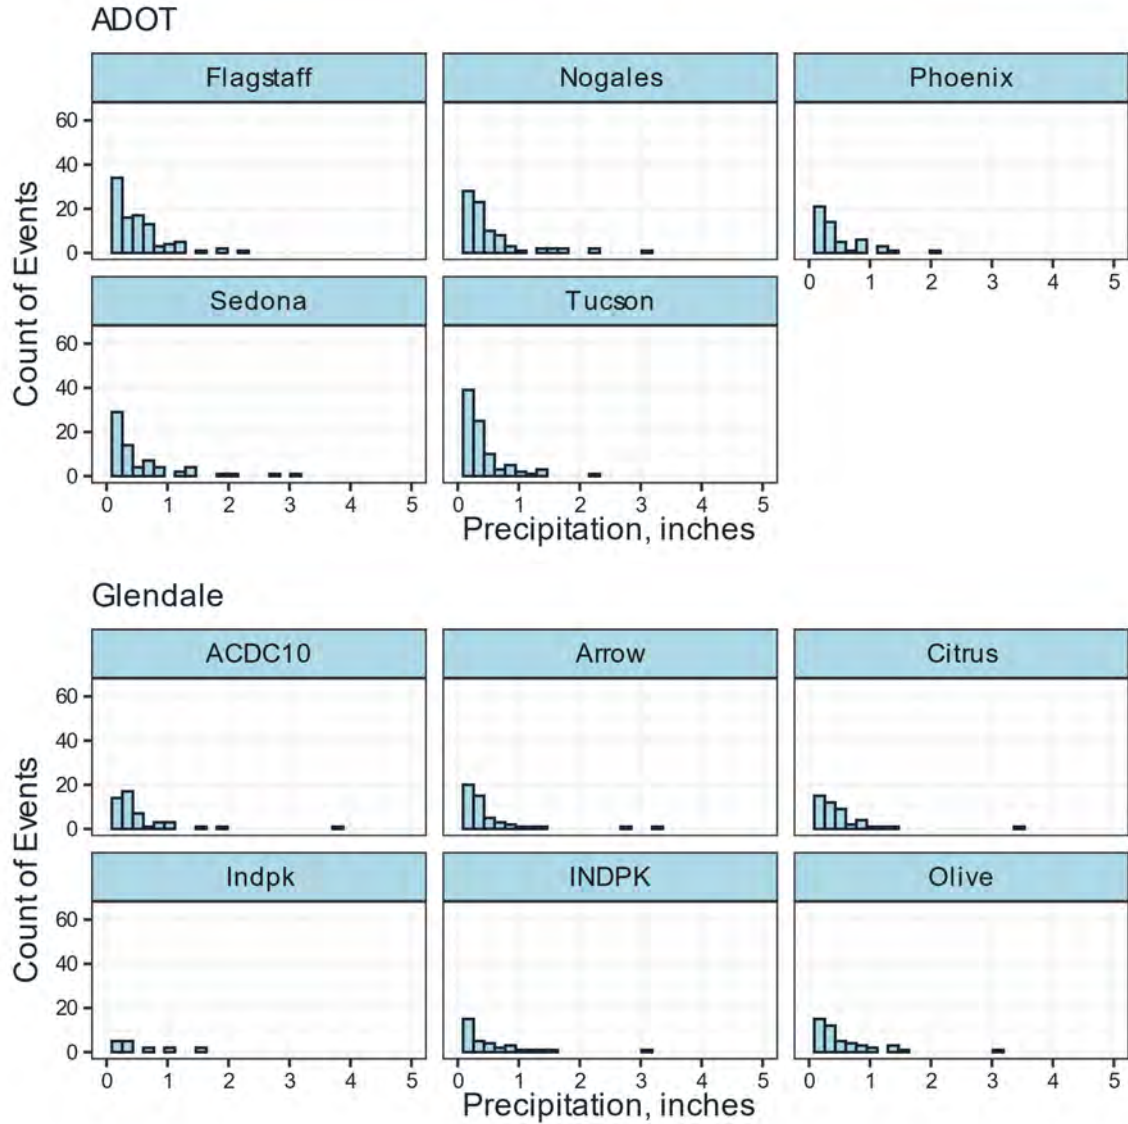 ADOT
Flagstaff Nogales Phoenix
60
40
20
0
0 1 2 3 4 5
Sedona Tucson
60
40
20
0
0 1 2 3 4 5 0 1 2 3 4 5
Count of Events
Precipitation, inches
Glendale
ACDC10 Arrow Citrus
60
40
20
0
Indpk INDPK Olive
60
40
20
0
0 1 2 3 4 5 0 1 2 3 4 5 0 1 2 3 4 5
Count of Events
Precipitation, inches